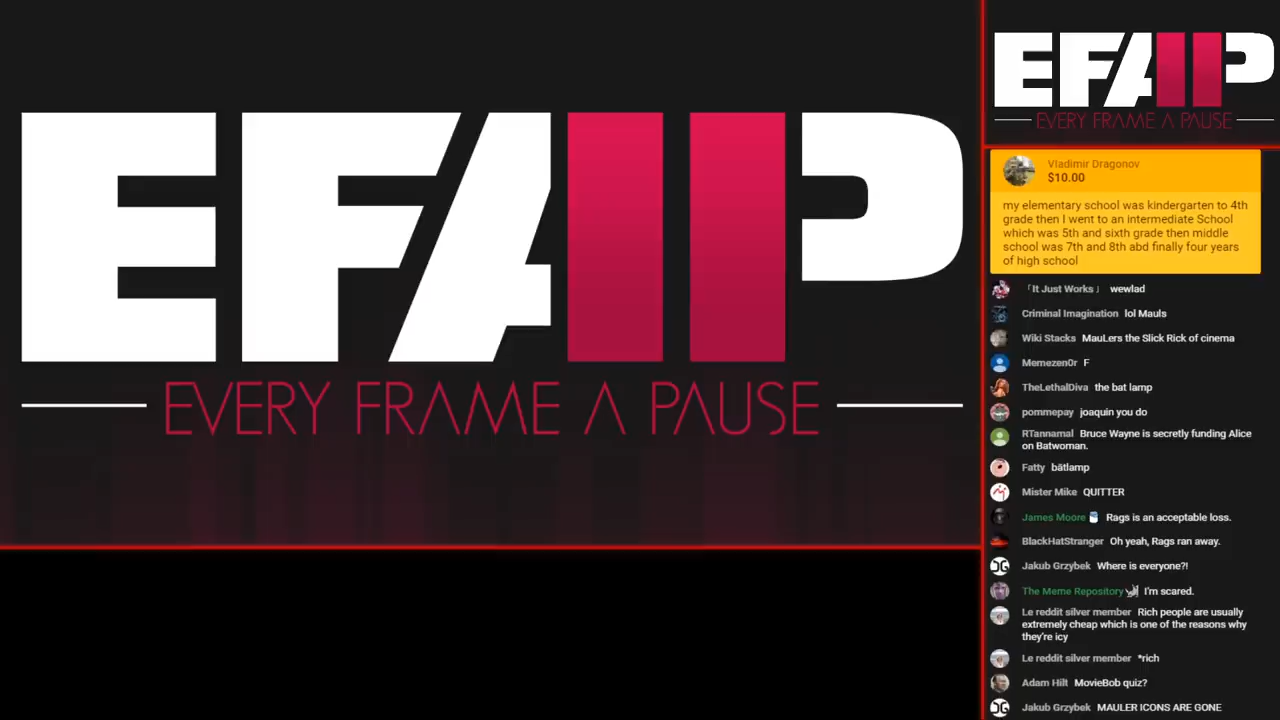 EFAP
EVERY FRAME A PAUSE
EFAP
EVERY FRAME A PAUSE
Vladimir Dragonov
$10.00
my elementary school was kindergarten to 4th
grade then I went to an intermediate School
which was 5th and sixth grade then middle
school was 7th and 8th abd finally four years
of high school
「It Just Works」 wewlad
Criminal Imagination lol Mauls
Wiki Stacks MauLers the Slick Rick of cinema
Memezen0r F
TheLethalDiva the bat lamp
pommepay joaquin you do
RTannamal Bruce Wayne is secretly funding Alice
on Batwoman.
Fatty bātlamp
Mister Mike QUITTER
James Moore Rags is an acceptable loss.
BlackHatStranger Oh yeah, Rags ran away.
Jakub Grzybek Where is everyone?!
The Meme Repository I'm scared.
Le reddit silver member Rich people are usually
extremely cheap which is one of the reasons why
they're icy
Le reddit silver member *rich
Adam Hilt MovieBob quiz?
Jakub Grzybek MAULER ICONS ARE GONE